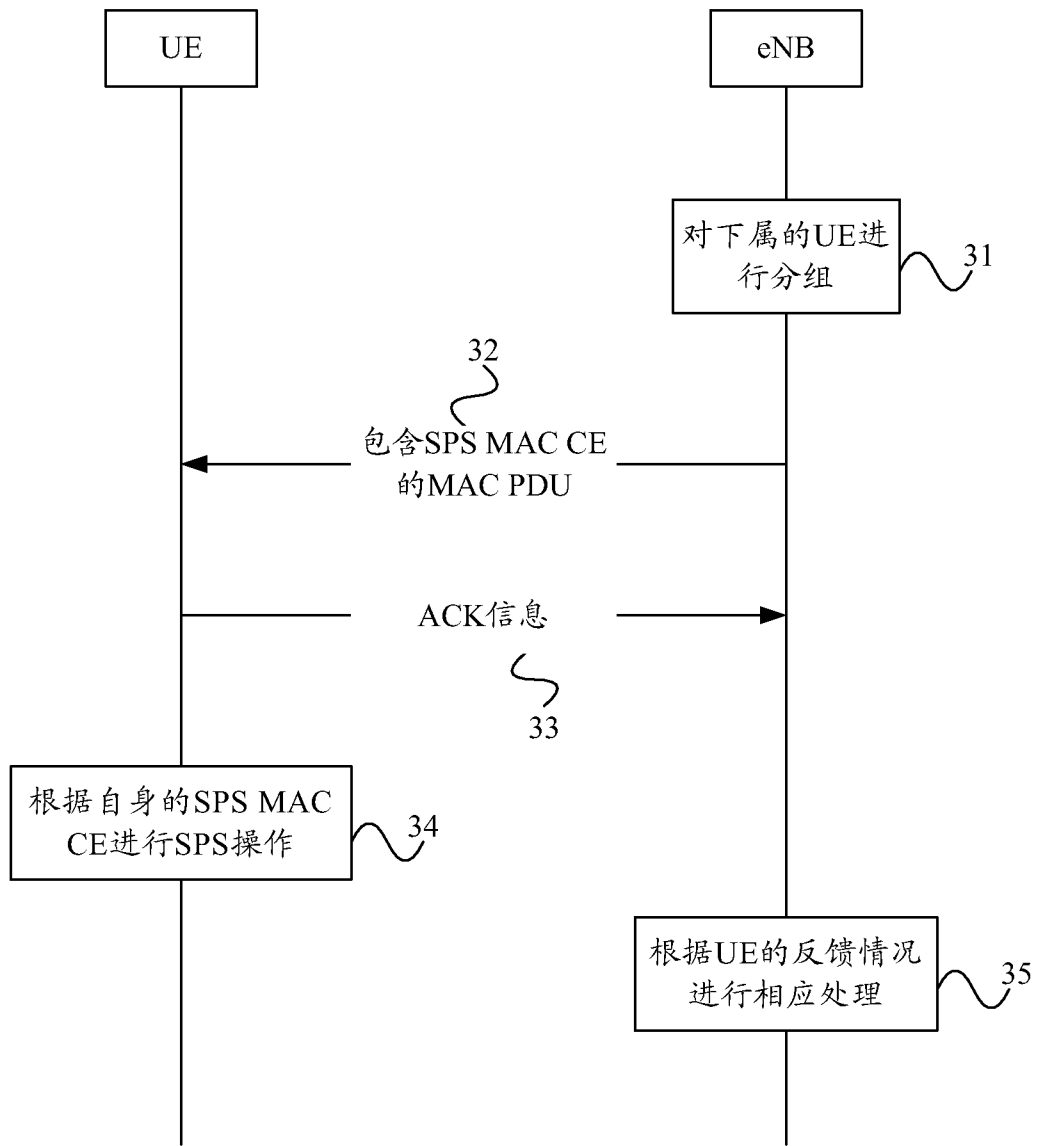 UE
eNB
对下属的UE进
行分组
31
32
包含SPS MAC CE
的MAC PDU
ACK信息
33
根据自身的SPS MAC
CE进行SPS操作
34
根据UE的反馈情况
进行相应处理
35